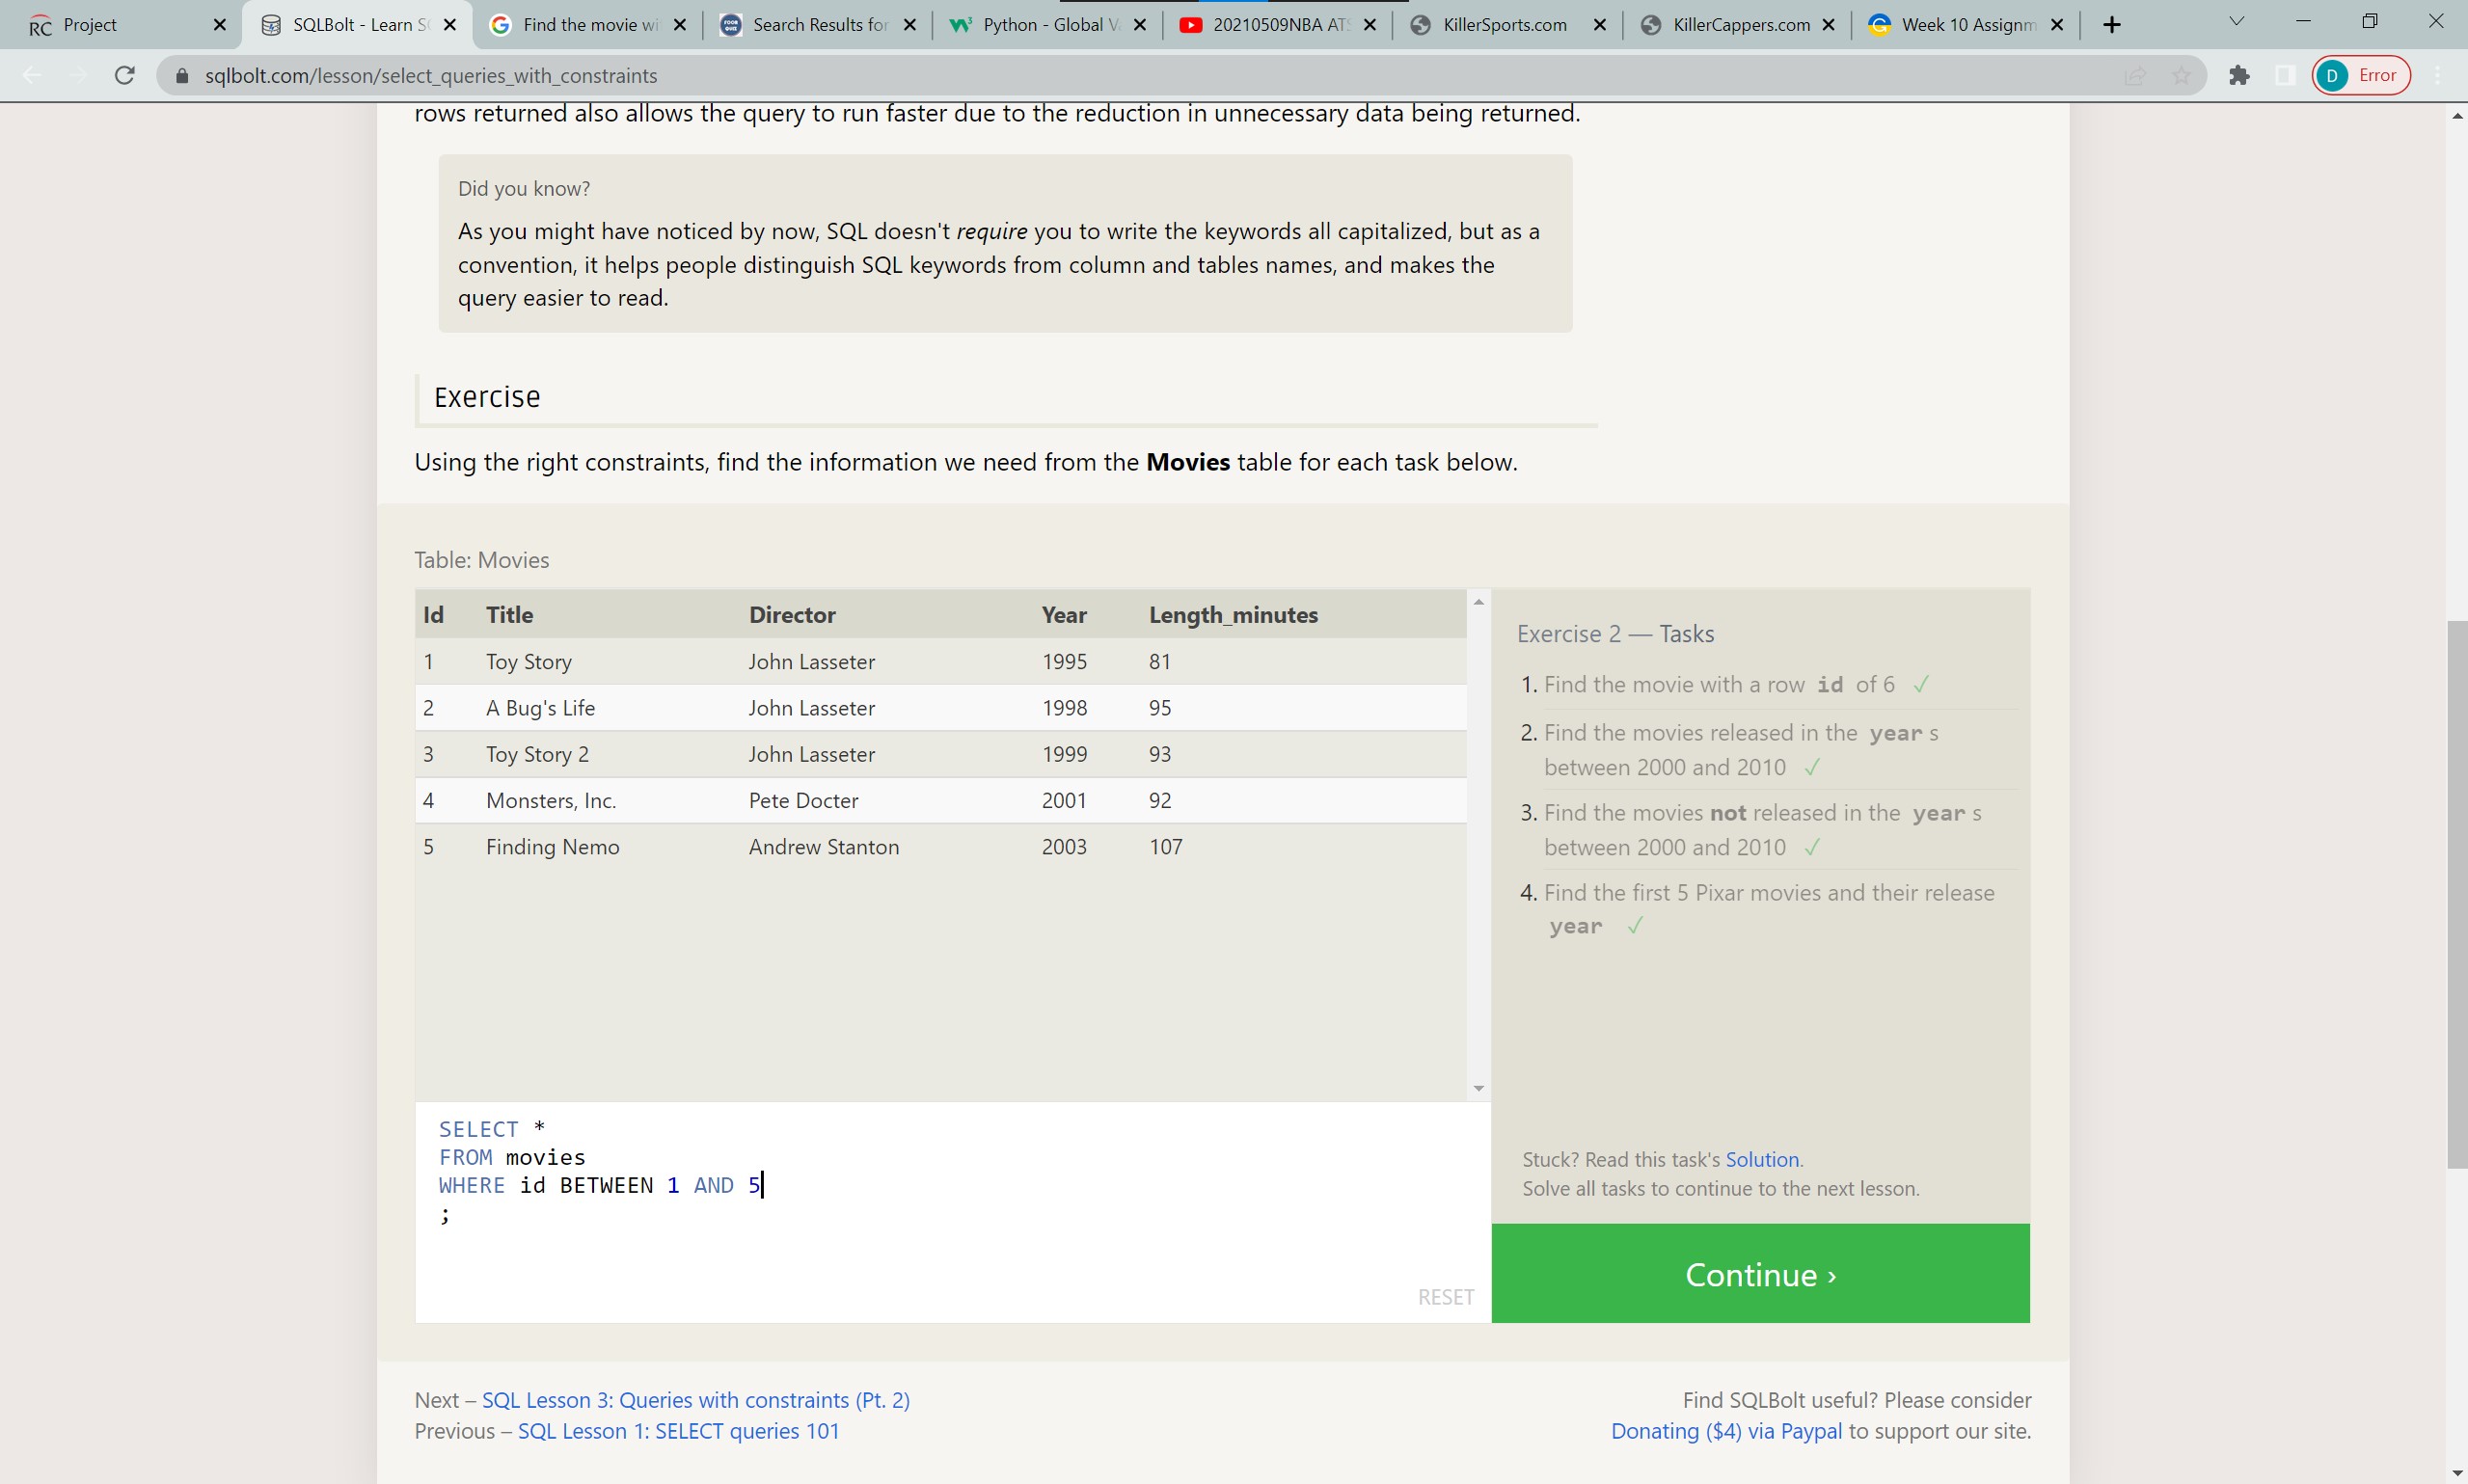 RC Project
SQLBolt - Learn S
Find the movie wi
Search Results for
Python - Global V
20210509NBA AT
KillerSports.com
KillerCappers.com
Week 10 Assignm
sqlbolt.com/lesson/select_queries_with_constraints
D Error
rows returned also allows the query to run faster due to the reduction in unnecessary data being returned.
Did you know?
As you might have noticed by now, SQL doesn't require you to write the keywords all capitalized, but as a
convention, it helps people distinguish SQL keywords from column and tables names, and makes the
query easier to read.
Exercise
Using the right constraints, find the information we need from the Movies table for each task below.
Table: Movies
Id Title Director Year Length_minutes
1 Toy Story John Lasseter 1995 81
2 A Bug's Life John Lasseter 1998 95
3 Toy Story 2 John Lasseter 1999 93
4 Monsters, Inc. Pete Docter 2001 92
5 Finding Nemo Andrew Stanton 2003 107
SELECT *
FROM movies
WHERE id BETWEEN 1 AND 5
;
RESET
Exercise 2 — Tasks
1. Find the movie with a row id of 6 ✓
2. Find the movies released in the year s
between 2000 and 2010 ✓
3. Find the movies not released in the year s
between 2000 and 2010 ✓
4. Find the first 5 Pixar movies and their release
year ✓
Stuck? Read this task's Solution.
Solve all tasks to continue to the next lesson.
Continue ›
Next – SQL Lesson 3: Queries with constraints (Pt. 2)
Previous – SQL Lesson 1: SELECT queries 101
Find SQLBolt useful? Please consider
Donating ($4) via Paypal to support our site.